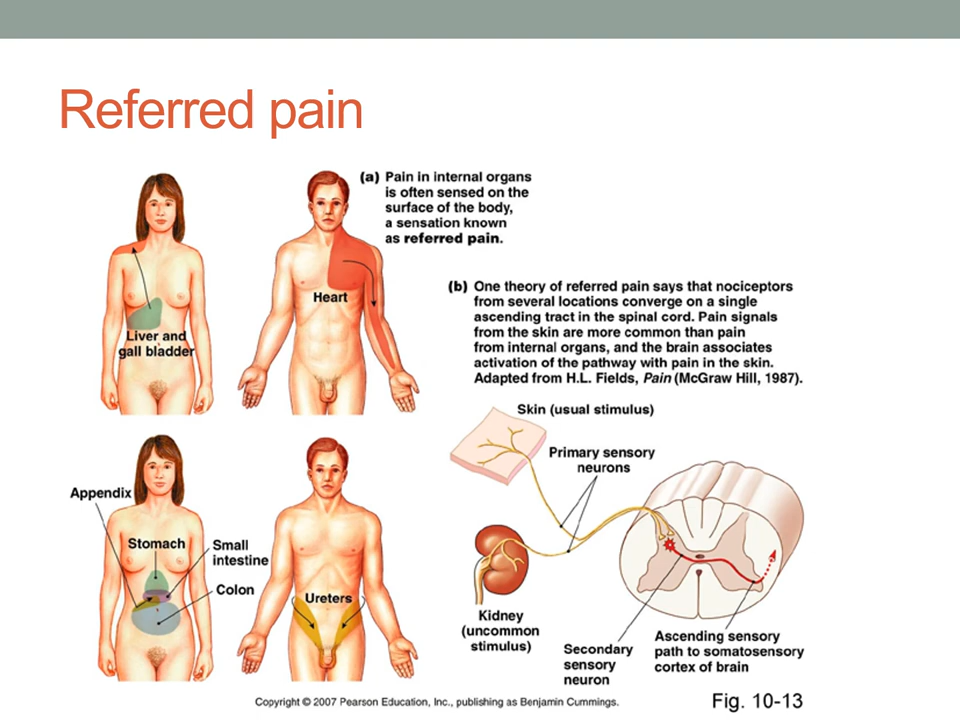 Referred pain
(a) Pain in internal organs
is often sensed on the
surface of the body,
a sensation known
as referred pain.
Heart
Liver and
gall bladder
(b) One theory of referred pain says that nociceptors
from several locations converge on a single
ascending tract in the spinal cord. Pain signals
from the skin are more common than pain
from internal organs, and the brain associates
activation of the pathway with pain in the skin.
Adapted from H.L. Fields, Pain (McGraw Hill, 1987).
Appendix
Stomach
Small
intestine
Colon
Ureters
Skin (usual stimulus)
Primary sensory
neurons
Kidney
(uncommon
stimulus)
Secondary
sensory
neuron
Ascending sensory
path to somatosensory
cortex of brain
Copyright © 2007 Pearson Education, Inc., publishing as Benjamin Cummings.
Fig. 10-13